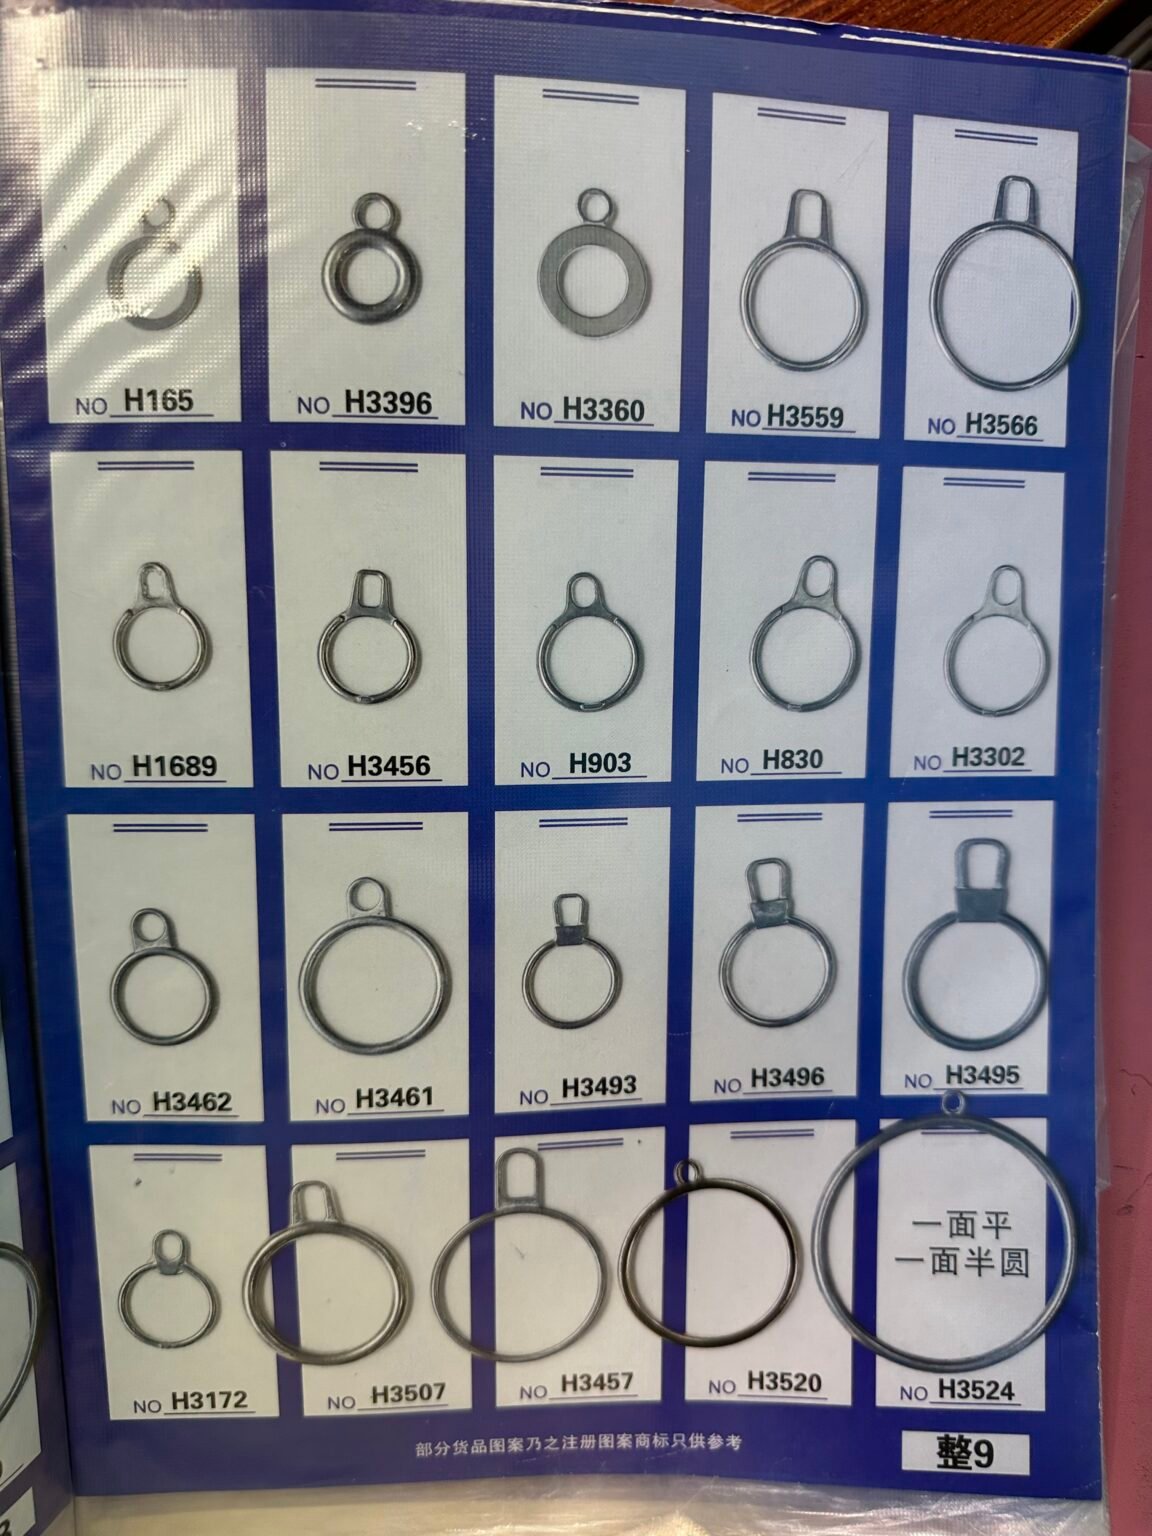 NO H165
NO H3396
NO H3360
NO H3559
NO H3566
NO H1689
NO H3456
NO H903
NO H830
NO H3302
NO H3462
NO H3461
NO H3493
NO H3496
NO H3495
一面平
一面半圆
NO H3172
NO H3507
NO H3457
NO H3520
NO H3524
部分货品图案乃之注册图案商标只供参考
整9